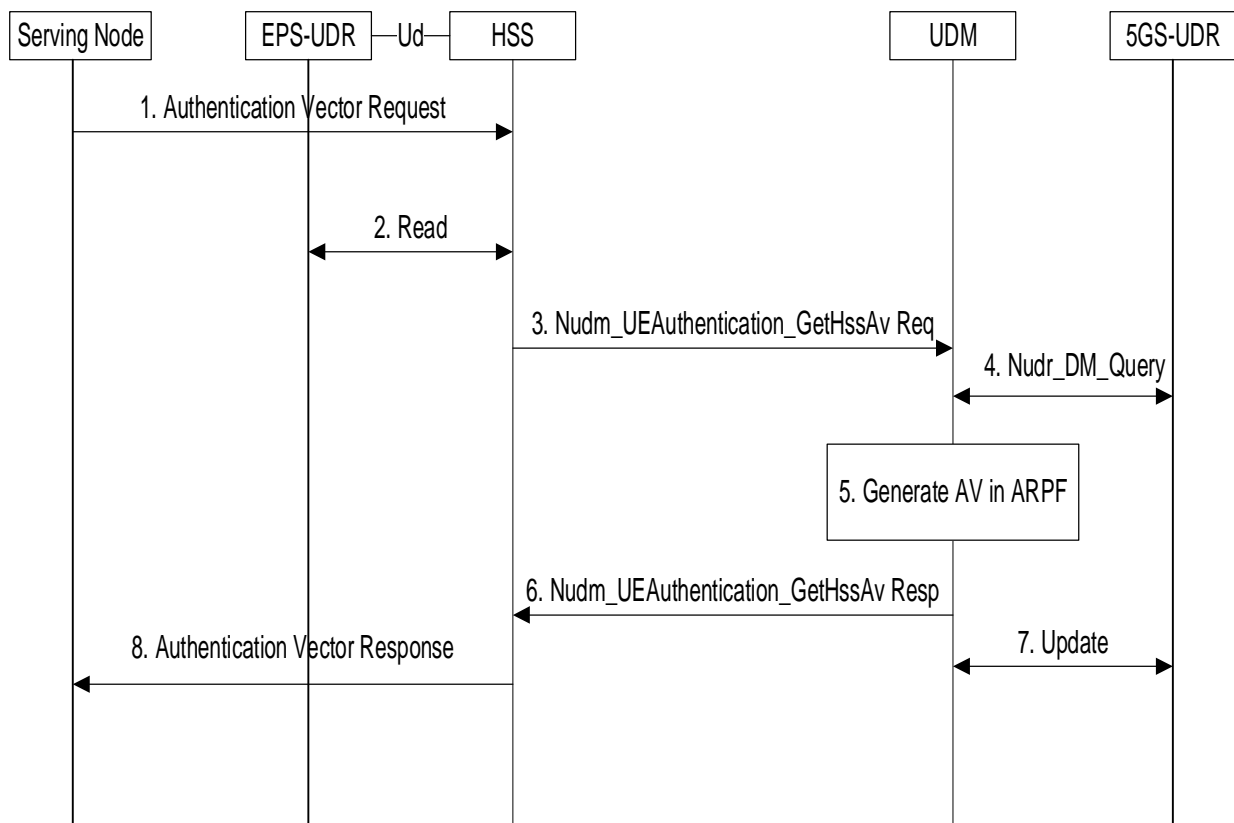 Serving Node
EPS-UDR
Ud
HSS
UDM
5GS-UDR
1. Authentication Vector Request
2. Read
3. Nudm_UEAuthentication_GetHssAv Req
4. Nudr_DM_Query
5. Generate AV in ARPF
6. Nudm_UEAuthentication_GetHssAv Resp
7. Update
8. Authentication Vector Response